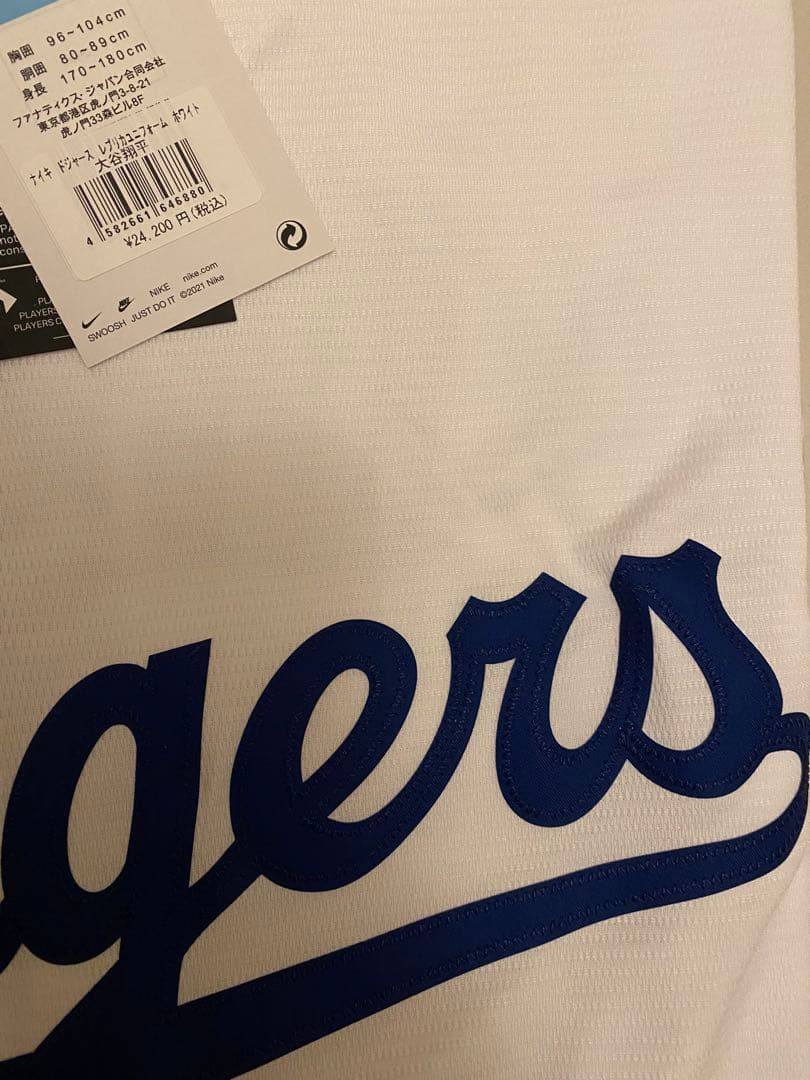 胸囲 96~104cm
胴囲 80~89cm
身長 170~180cm
ファナティクス・ジャパン合同会社
東京都港区虎ノ門3-8-21
虎ノ門33森ビル8F
ナイキ ドジャース レプリカユニフォーム ホワイト
大谷翔平
4 582661 646880
¥24,200 円(税込)
NIKE nike.com
SWOOSH JUST DO IT ©2021 Nike
PLAYERS
PLAYERS C
gers